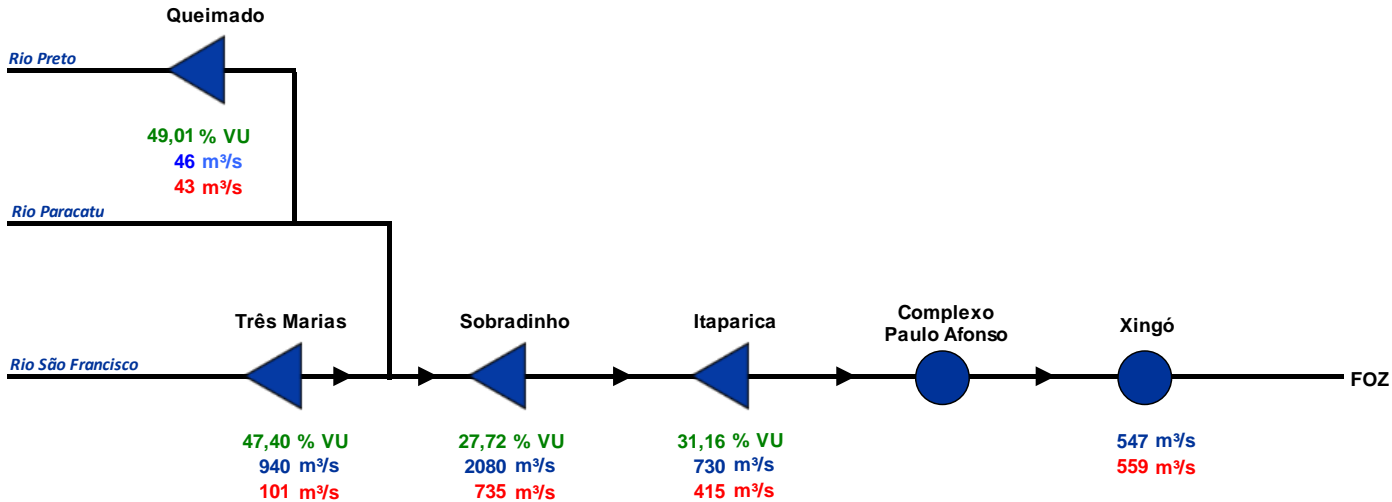 Queimado
Rio Preto
49,01 % VU
46 m³/s
43 m³/s
Rio Paracatu
Três Marias
Sobradinho
Itaparica
Complexo
Paulo Afonso
Xingó
Rio São Francisco
FOZ
47,40 % VU
940 m³/s
101 m³/s
27,72 % VU
2080 m³/s
735 m³/s
31,16 % VU
730 m³/s
415 m³/s
547 m³/s
559 m³/s